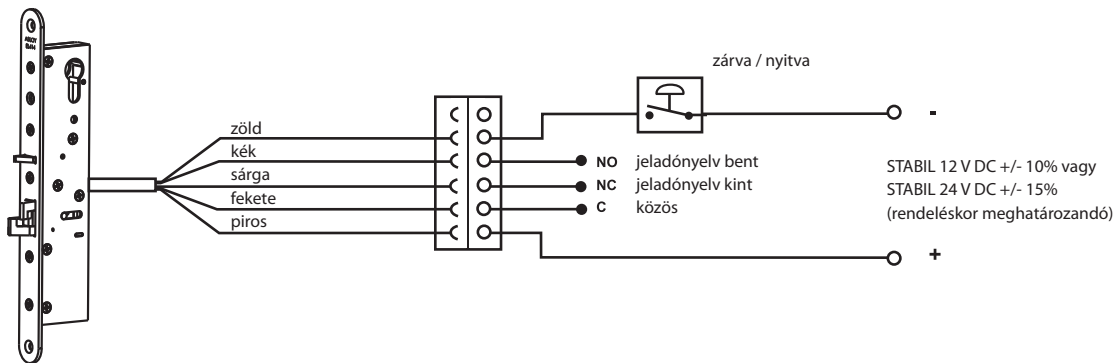 zárva / nyitva
-
zöld
kék
sárga
fekete
piros
NO jeladónyelv bent
NC jeladónyelv kint
C közös
STABIL 12 V DC +/- 10% vagy
STABIL 24 V DC +/- 15%
(rendeléskor meghatározandó)
+